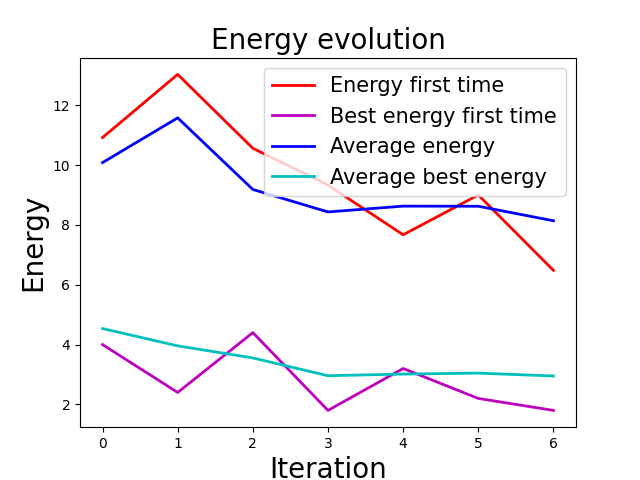 Energy evolution
Energy first time
Best energy first time
Average energy
Average best energy
Energy
12
10
8
6
4
2
0 1 2 3 4 5 6
Iteration